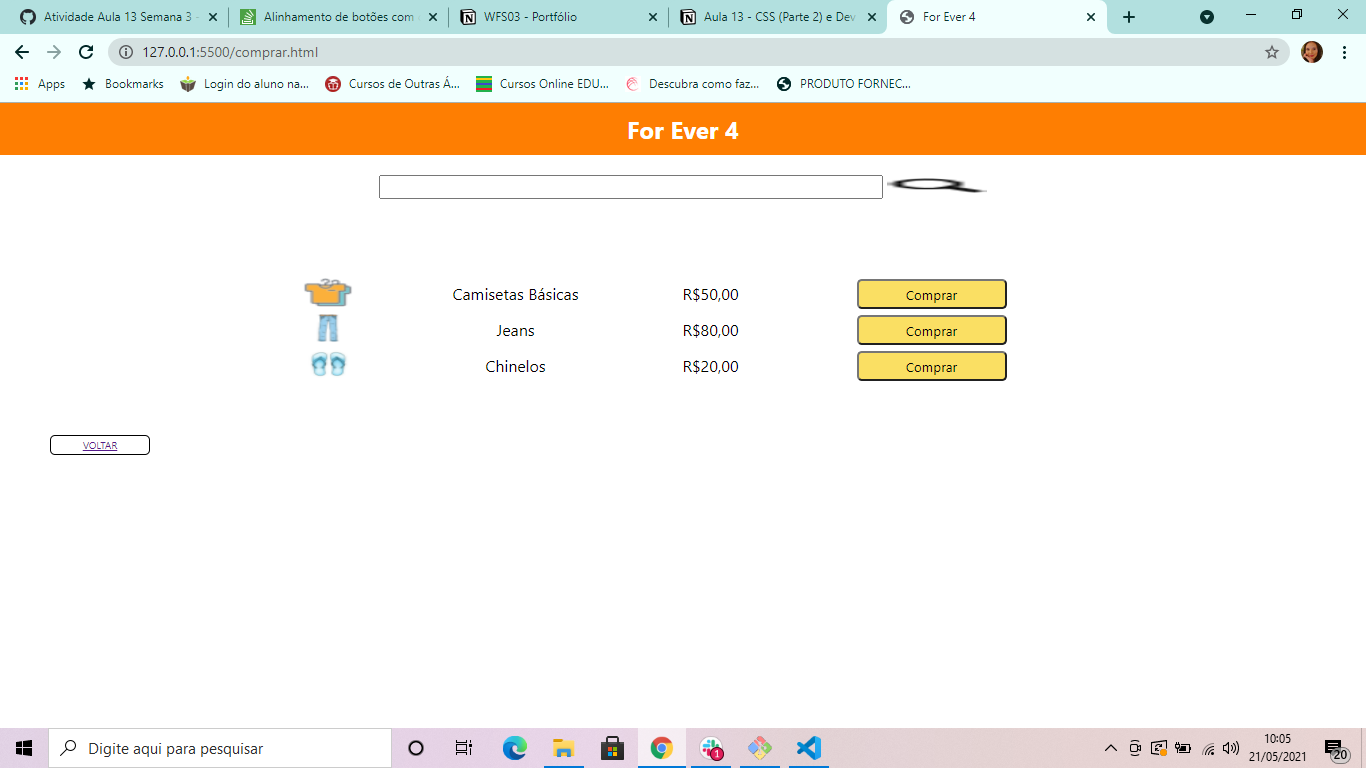 Atividade Aula 13 Semana 3 -
Alinhamento de botões com
WFS03 - Portfólio
Aula 13 - CSS (Parte 2) e Dev
For Ever 4
127.0.0.1:5500/comprar.html
Apps
Bookmarks
Login do aluno na...
Cursos de Outras Á...
Cursos Online EDU...
Descubra como faz...
PRODUTO FORNEC...
For Ever 4
Camisetas Básicas R$50,00 Comprar
Jeans R$80,00 Comprar
Chinelos R$20,00 Comprar
VOLTAR
Digite aqui para pesquisar
1
10:05
21/05/2021
20